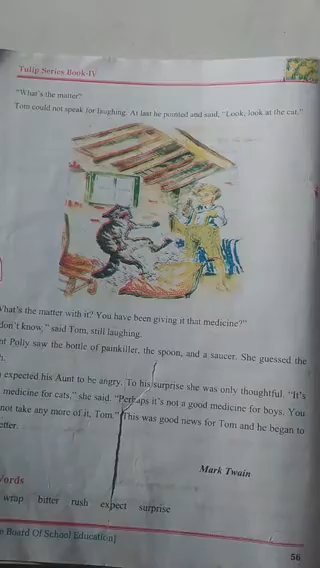 Tulip Series Book-IV
"What's the matter?"
Tom could not speak for laughing. At last he pointed and said, "Look, look at the cat."
What's the matter with it? You have been giving it that medicine?"
don't know," said Tom, still laughing.
Polly saw the bottle of painkiller, the spoon, and a saucer. She guessed the
expected his Aunt to be angry. To his surprise she was only thoughtful. "It's
medicine for cats," she said. "Perhaps it's not a good medicine for boys. You
not take any more of it, Tom." This was good news for Tom and he began to
Mark Twain
wrap bitter rush expect surprise
Board Of School Education]
56